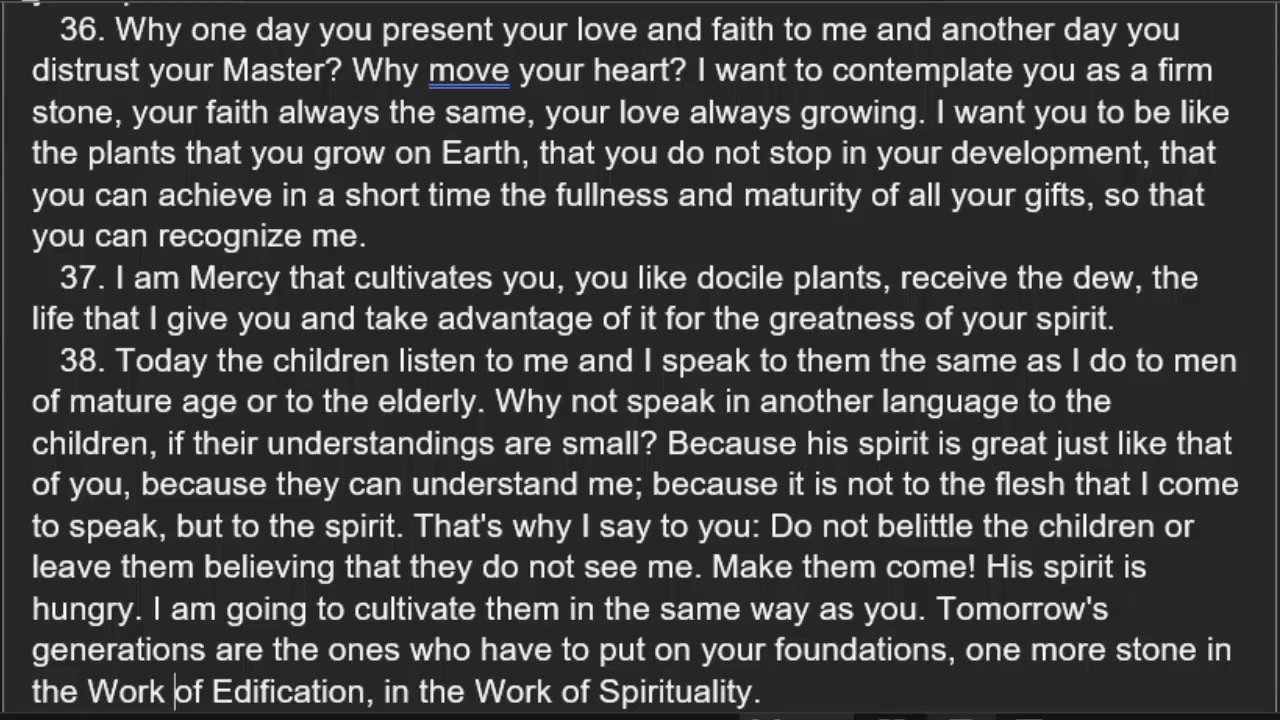 36. Why one day you present your love and faith to me and another day you
distrust your Master? Why move your heart? I want to contemplate you as a firm
stone, your faith always the same, your love always growing. I want you to be like
the plants that you grow on Earth, that you do not stop in your development, that
you can achieve in a short time the fullness and maturity of all your gifts, so that
you can recognize me.
37. I am Mercy that cultivates you, you like docile plants, receive the dew, the
life that I give you and take advantage of it for the greatness of your spirit.
38. Today the children listen to me and I speak to them the same as I do to men
of mature age or to the elderly. Why not speak in another language to the
children, if their understandings are small? Because his spirit is great just like that
of you, because they can understand me; because it is not to the flesh that I come
to speak, but to the spirit. That's why I say to you: Do not belittle the children or
leave them believing that they do not see me. Make them come! His spirit is
hungry. I am going to cultivate them in the same way as you. Tomorrow's
generations are the ones who have to put on your foundations, one more stone in
the Work of Edification, in the Work of Spirituality.